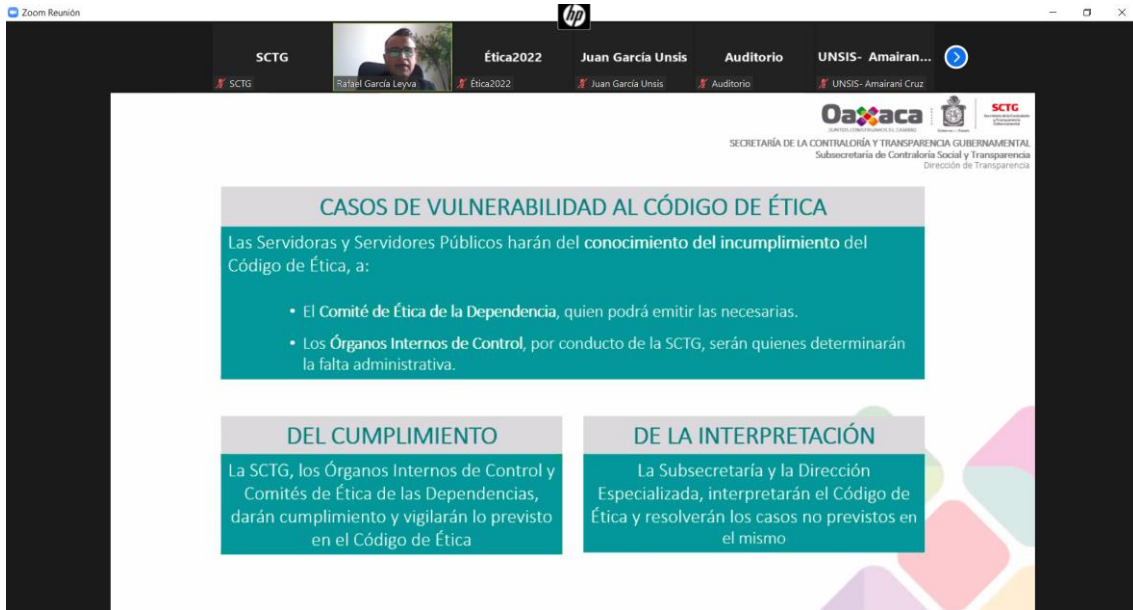 Zoom Reunión
hp
SCTG
Ética2022
Juan García Unsis
Auditorio
UNSIS- Amairan...
SCTG
Rafael García Leyva
Ética2022
Juan García Unsis
Auditorio
UNSIS- Amairani Cruz
Oaxaca
JUNTOS CONSTRUIMOS EL CAMBIO
SCTG
SECRETARÍA DE LA CONTRALORÍA Y TRANSPARENCIA GUBERNAMENTAL
Subsecretaría de Contraloría Social y Transparencia
Dirección de Transparencia
CASOS DE VULNERABILIDAD AL CÓDIGO DE ÉTICA
Las Servidoras y Servidores Públicos harán del conocimiento del incumplimiento del
Código de Ética, a:
• El Comité de Ética de la Dependencia, quien podrá emitir las necesarias.
• Los Órganos Internos de Control, por conducto de la SCTG, serán quienes determinarán
la falta administrativa.
DEL CUMPLIMIENTO
La SCTG, los Órganos Internos de Control y
Comités de Ética de las Dependencias,
darán cumplimiento y vigilarán lo previsto
en el Código de Ética
DE LA INTERPRETACIÓN
La Subsecretaría y la Dirección
Especializada, interpretarán el Código de
Ética y resolverán los casos no previstos en
el mismo